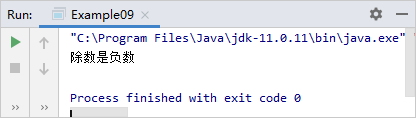 Run: Example09
"C:\Program Files\Java\jdk-11.0.11\bin\java.exe" "
除数是负数
Process finished with exit code 0